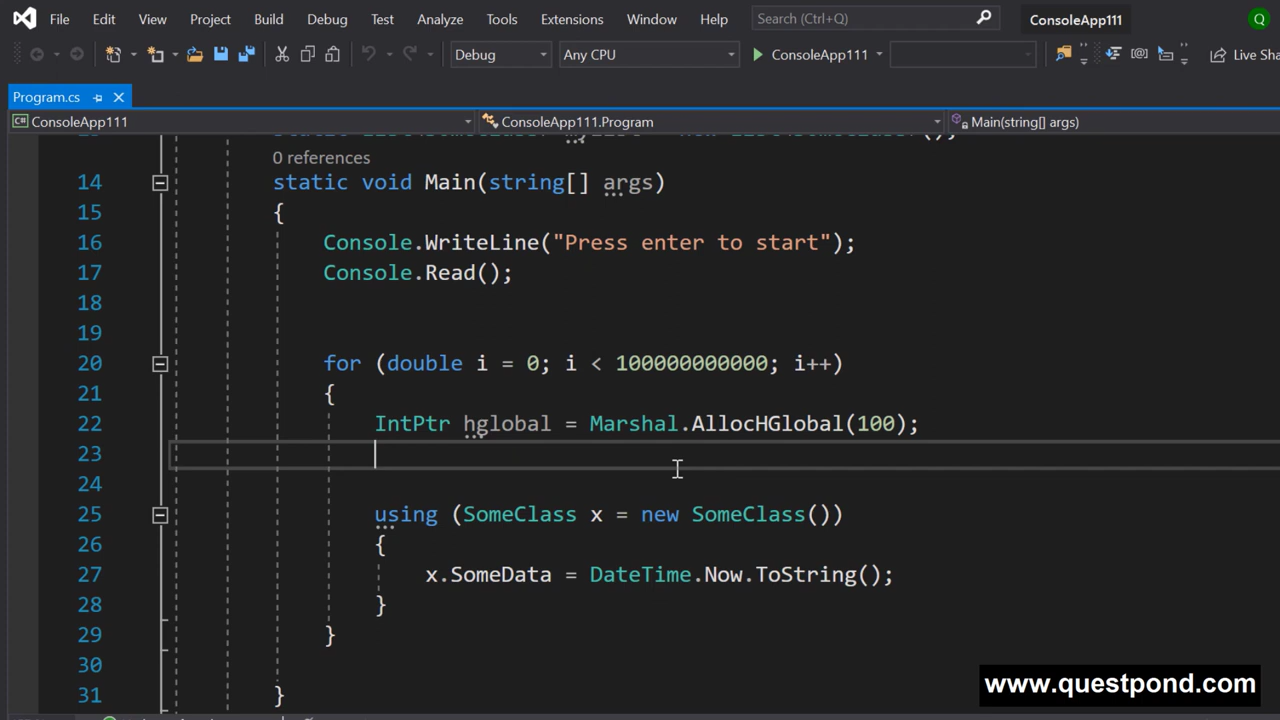 File Edit View Project Build Debug Test Analyze Tools Extensions Window Help Search (Ctrl+Q) ConsoleApp111 Q
Debug Any CPU ConsoleApp111 Live Sha
Program.cs
ConsoleApp111 ConsoleApp111.Program Main(string[] args)
0 references
14 static void Main(string[] args)
15 {
16 Console.WriteLine("Press enter to start");
17 Console.Read();
18
19
20 for (double i = 0; i < 100000000000; i++)
21 {
22 IntPtr hglobal = Marshal.AllocHGlobal(100);
23
24
25 using (SomeClass x = new SomeClass())
26 {
27 x.SomeData = DateTime.Now.ToString();
28 }
29 }
30
31 }
www.questpond.com